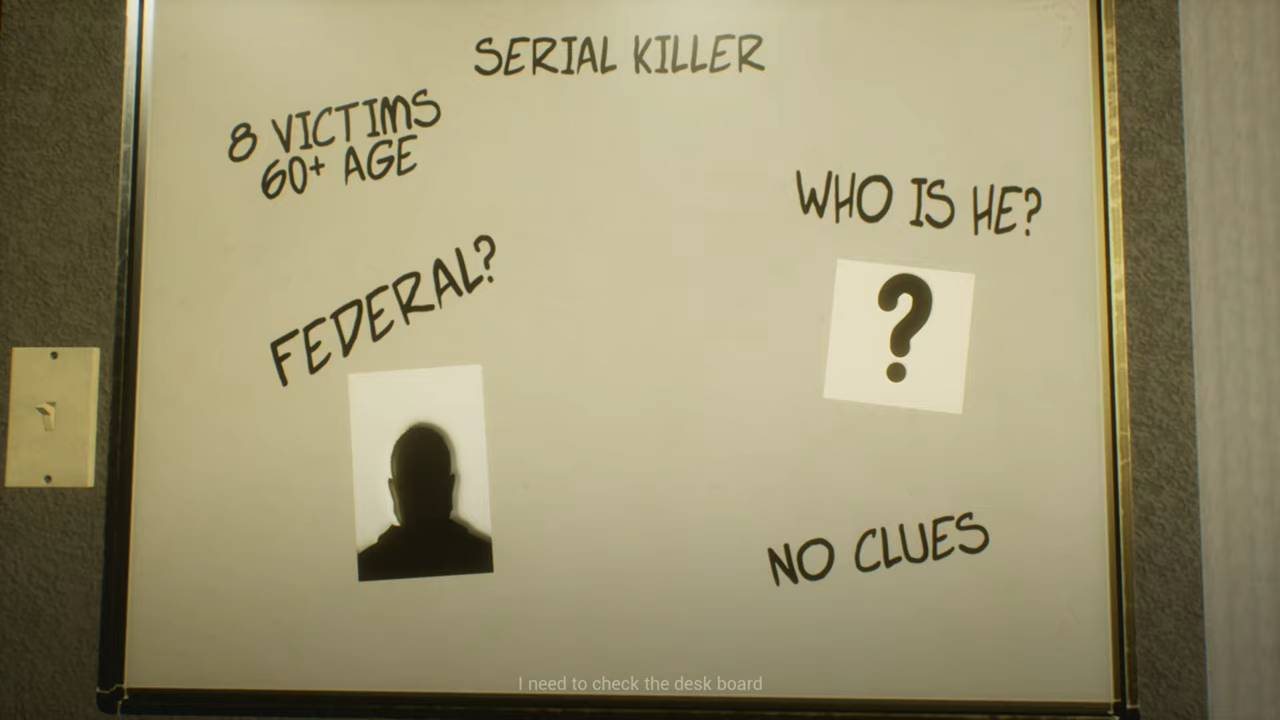 SERIAL KILLER
8 VICTIMS
60+ AGE
WHO IS HE?
FEDERAL?
?
NO CLUES
I need to check the desk board